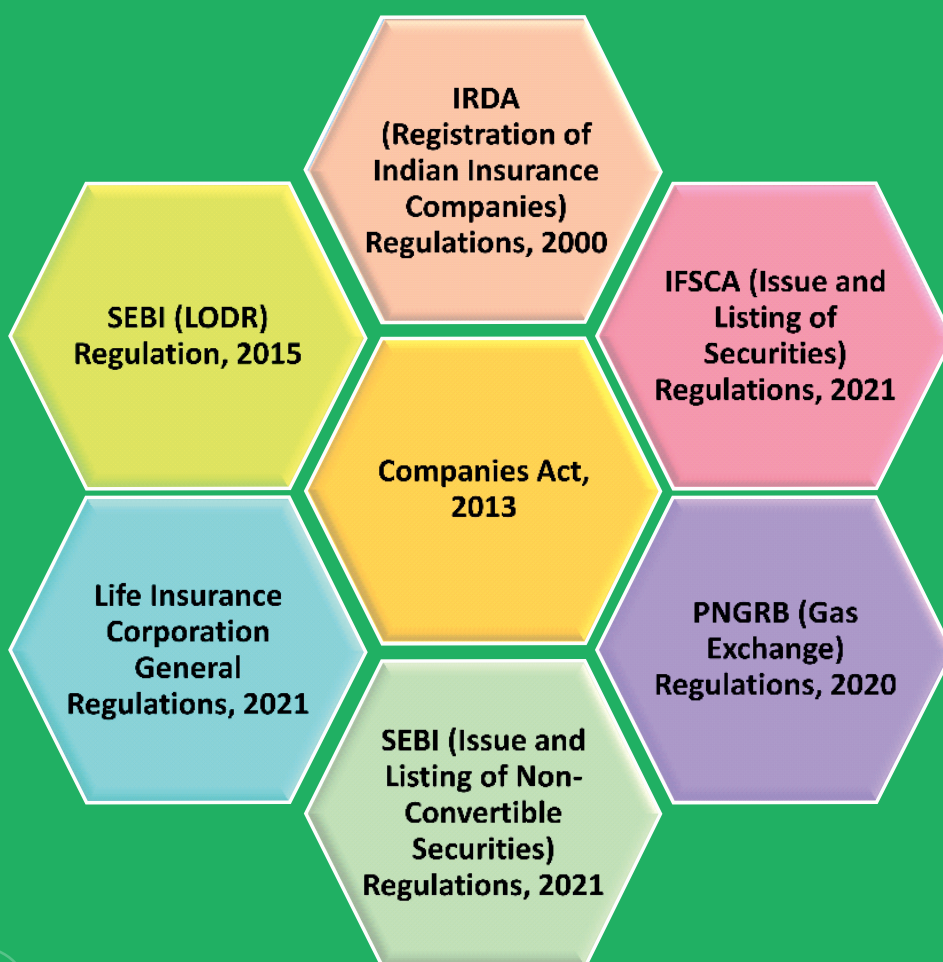 IRDA
(Registration of
Indian Insurance
Companies)
Regulations, 2000
SEBI (LODR)
Regulation, 2015
IFSCA (Issue and
Listing of
Securities)
Regulations, 2021
Companies Act,
2013
Life Insurance
Corporation
General
Regulations, 2021
PNGRB (Gas
Exchange)
Regulations, 2020
SEBI (Issue and
Listing of Non-
Convertible
Securities)
Regulations, 2021